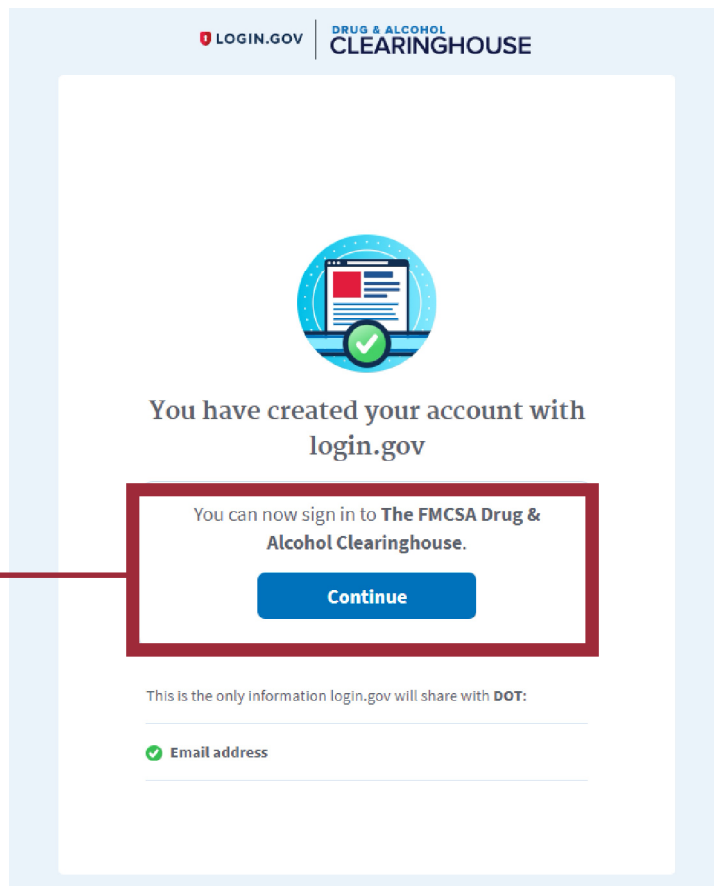 LOGIN.GOV
DRUG & ALCOHOL
CLEARINGHOUSE
You have created your account with
login.gov
You can now sign in to The FMCSA Drug &
Alcohol Clearinghouse.
Continue
This is the only information login.gov will share with DOT:
Email address